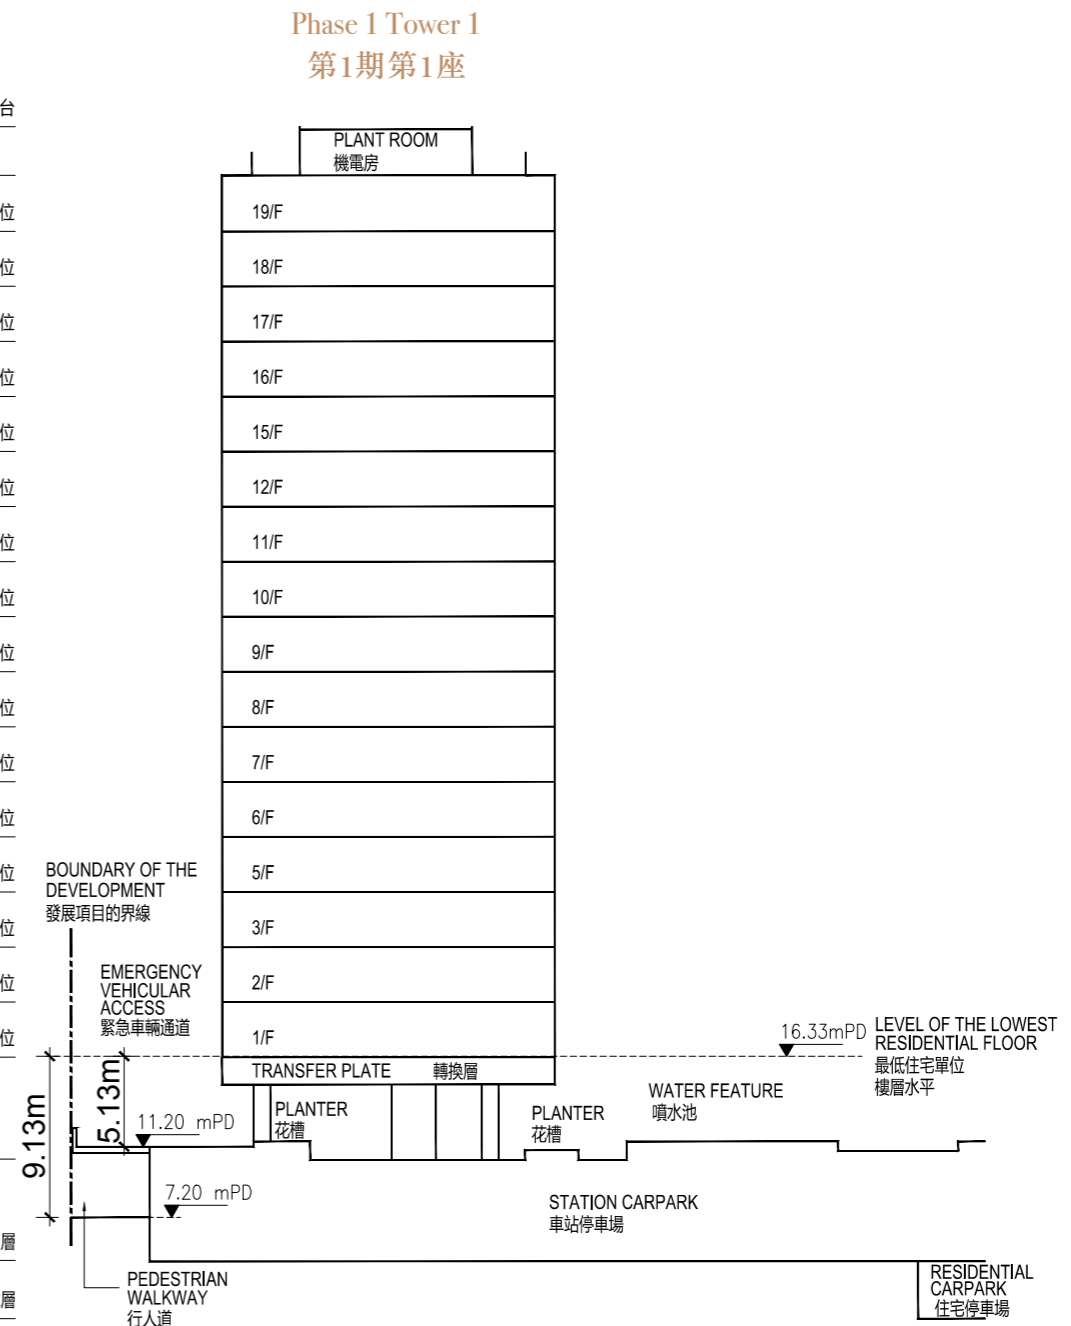 Phase 1 Tower 1
第1期第1座
台
PLANT ROOM
機電房
位
19/F
位
18/F
位
17/F
位
16/F
位
15/F
位
12/F
位
11/F
位
10/F
位
9/F
位
8/F
位
7/F
位
6/F
位
5/F
位
3/F
位
2/F
位
1/F
BOUNDARY OF THE
DEVELOPMENT
發展項目的界線
EMERGENCY
VEHICULAR
ACCESS
緊急車輛通道
16.33mPD
LEVEL OF THE LOWEST
RESIDENTIAL FLOOR
最低住宅單位
樓層水平
TRANSFER PLATE 轉換層
9.13m
5.13m
11.20 mPD
PLANTER
花槽
PLANTER
花槽
WATER FEATURE
噴水池
7.20 mPD
STATION CARPARK
車站停車場
層
PEDESTRIAN
WALKWAY
行人道
RESIDENTIAL
CARPARK
住宅停車場
層